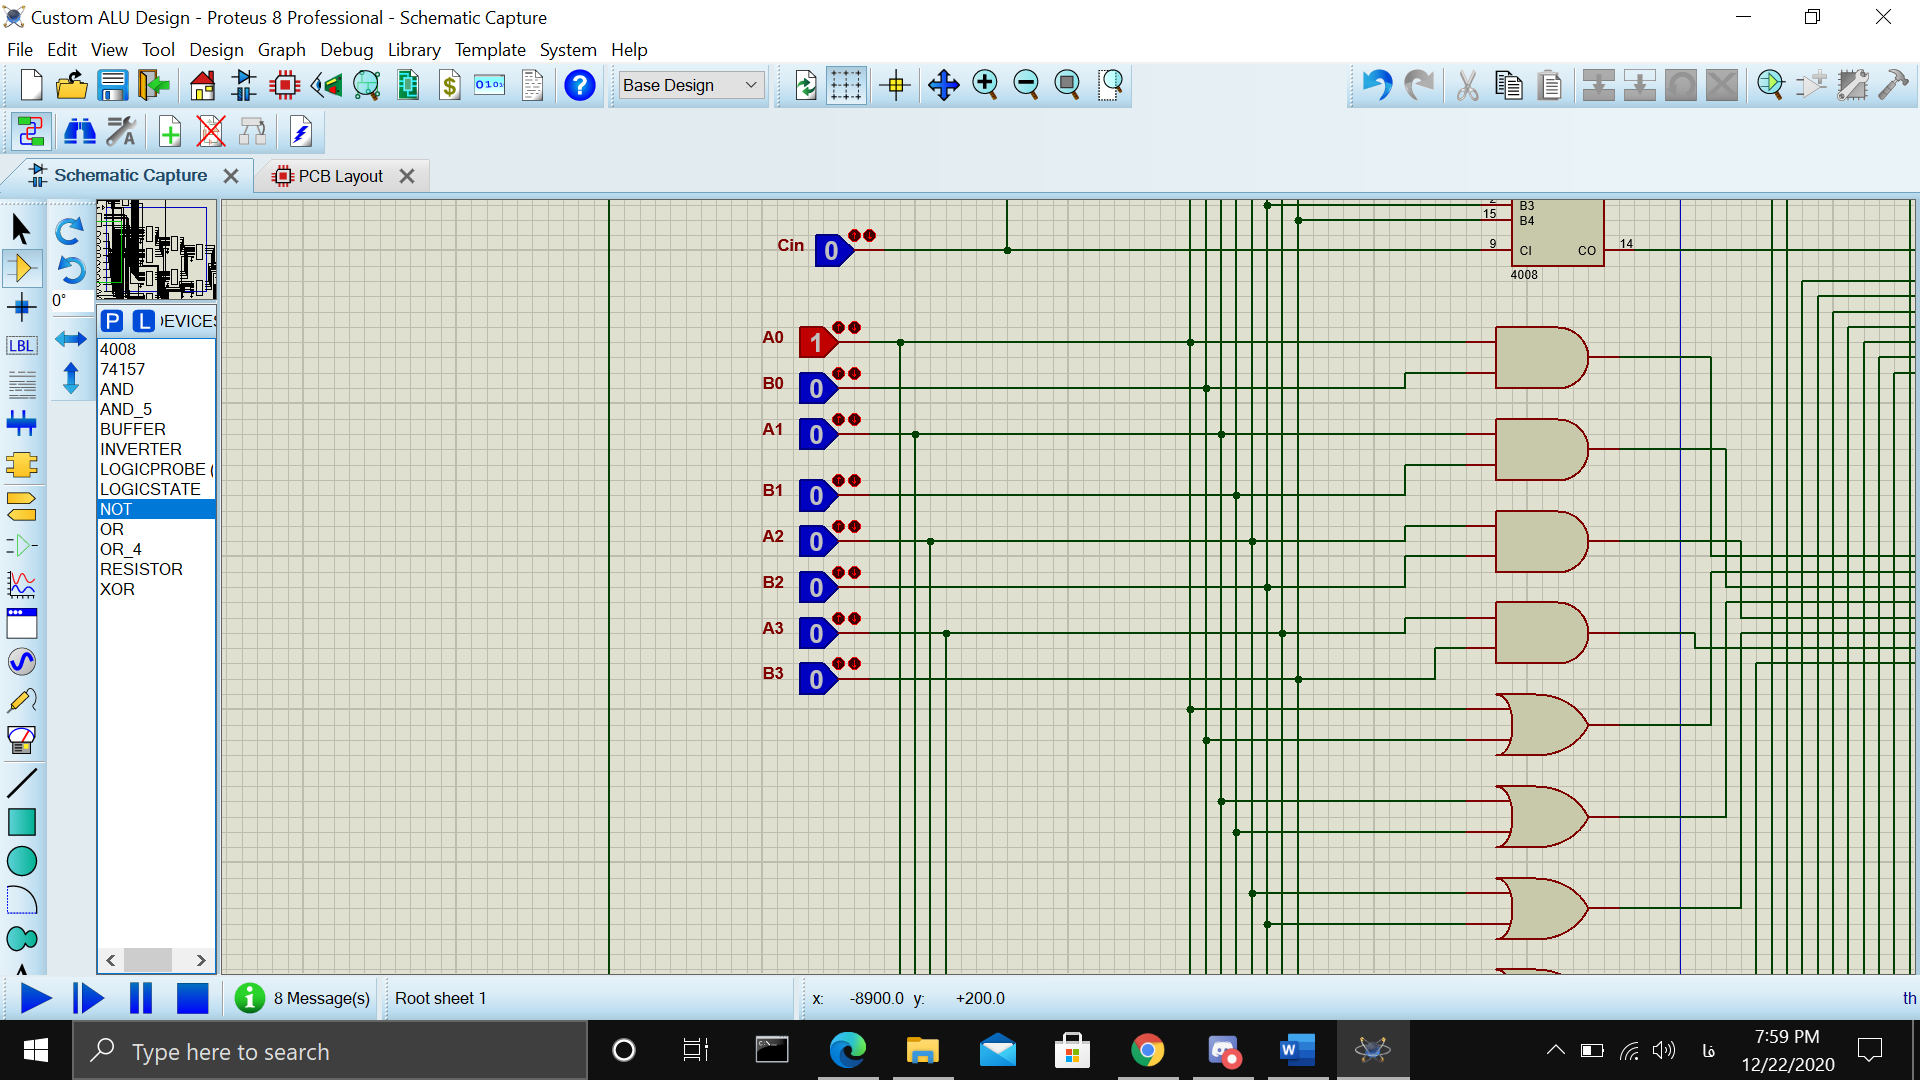 Custom ALU Design - Proteus 8 Professional - Schematic Capture
File Edit View Tool Design Graph Debug Library Template System Help
$ 0101 ? Base Design
Schematic Capture PCB Layout
0°
P L DEVICES
LBL
4008
74157
AND
AND_5
BUFFER
INVERTER
LOGICPROBE (
LOGICSTATE
NOT
OR
OR_4
RESISTOR
XOR
2 B3
15 B4
Cin 0 9 CI CO 14
4008
A0 1
B0 0
A1 0
B1 0
A2 0
B2 0
A3 0
B3 0
A
8 Message(s) Root sheet 1 x: -8900.0 y: +200.0 th
Type here to search
فا
7:59 PM
12/22/2020